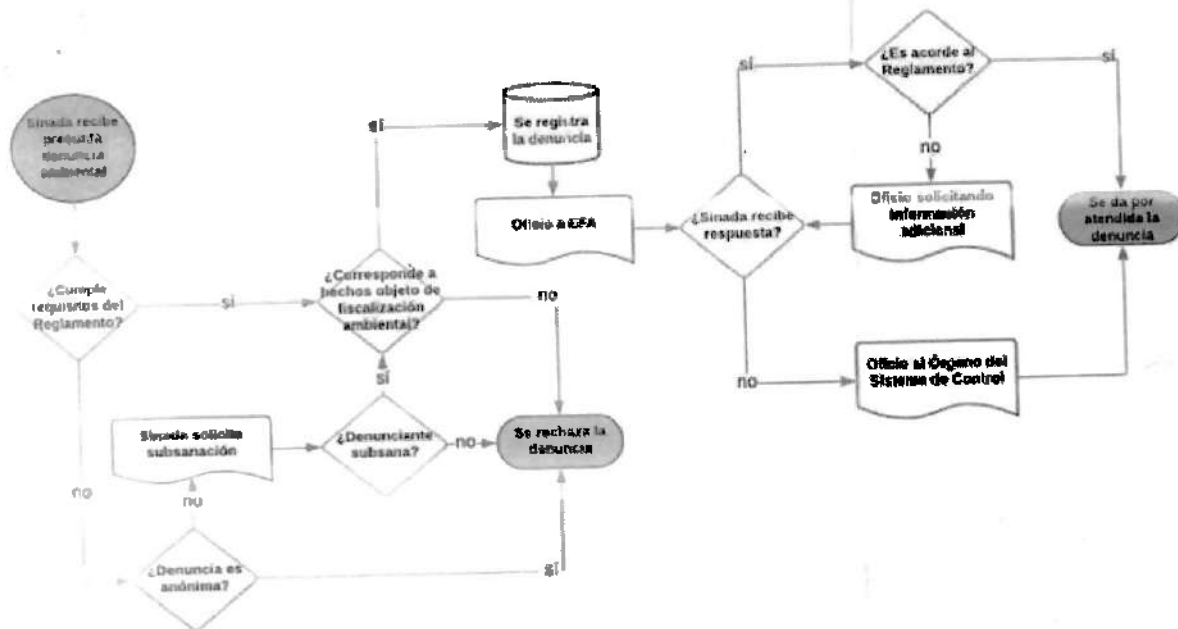 Sinada recibe
presunta
denuncia
ambiental
¿Cumple
requisitos del
Reglamento?
sí
no
¿Denuncia es
anónima?
no
sí
Sinada solicita
subsanación
¿Denunciante
subsana?
sí
no
¿Corresponde a
hechos objeto de
fiscalización
ambiental?
sí
no
Se rechaza la
denuncia
Se registra
la denuncia
Oficio a EFA
¿Sinada recibe
respuesta?
sí
no
¿Es acorde al
Reglamento?
sí
no
Oficio solicitando
información
adicional
Oficio al Órgano del
Sistema de Control
Se da por
atendida la
denuncia